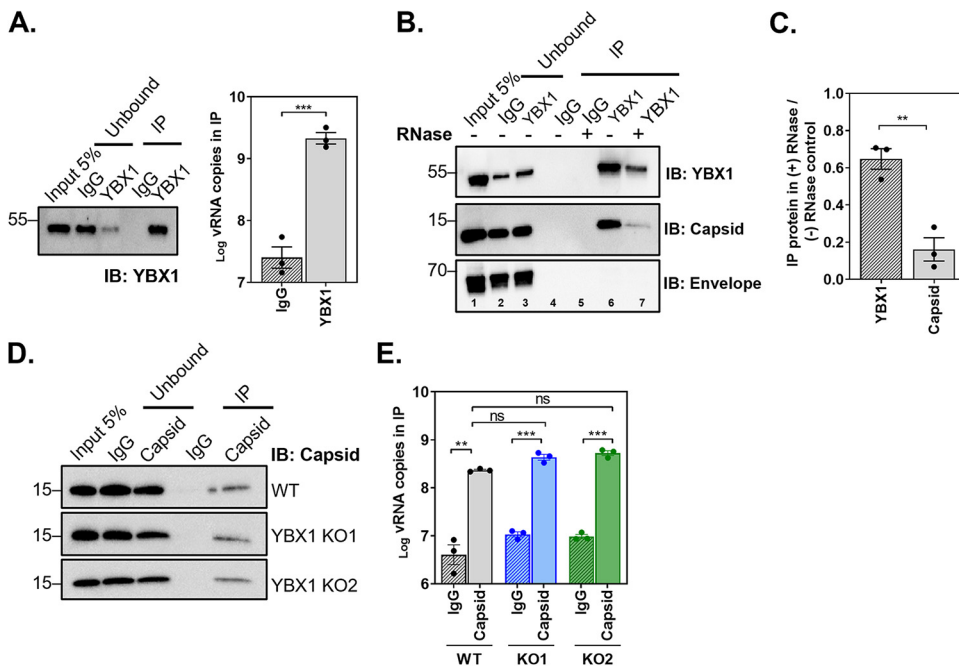 A.
Unbound
IP
Input 5%
IgG
YBX1
IgG
YBX1
55
IB: YBX1
Log vRNA copies in IP
10
9
8
7
***
IgG
YBX1
B.
Unbound
IP
Input 5%
IgG
YBX1
IgG
IgG
YBX1
YBX1
RNase - - - - + - +
55
IB: YBX1
15
IB: Capsid
70
IB: Envelope
1 2 3 4 5 6 7
C.
IP protein in (+) RNase /
(-) RNase control
1.0
0.8
0.6
0.4
0.2
0.0
**
YBX1
Capsid
D.
Unbound
IP
Input 5%
IgG
Capsid
IgG
Capsid
IB: Capsid
15
WT
15
YBX1 KO1
15
YBX1 KO2
E.
Log vRNA copies in IP
10
9
8
7
6
ns
ns
** *** ***
IgG
Capsid
IgG
Capsid
IgG
Capsid
WT KO1 KO2